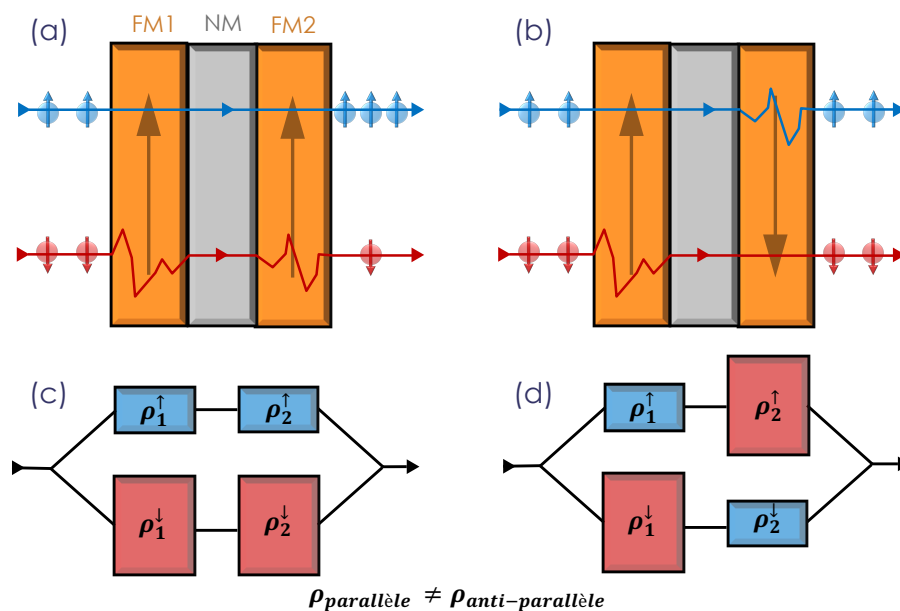 (a) FM1 NM FM2 (b)
(c) (d)
ρ₁↑ ρ₂↑ ρ₁↑ ρ₂↑
ρ₁↓ ρ₂↓ ρ₁↓ ρ₂↓
ρparallèle ≠ ρanti−parallèle